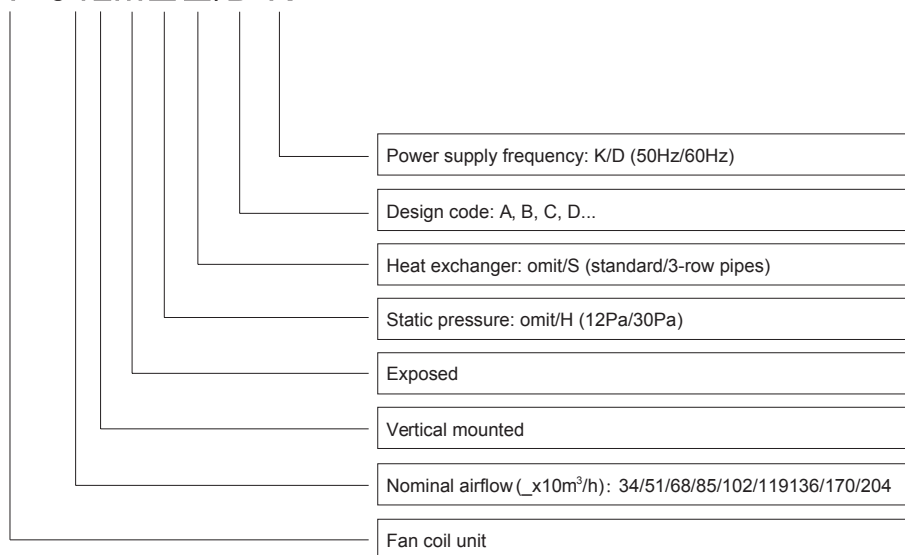 Power supply frequency: K/D (50Hz/60Hz)
Design code: A, B, C, D...
Heat exchanger: omit/S (standard/3-row pipes)
Static pressure: omit/H (12Pa/30Pa)
Exposed
Vertical mounted
Nominal airflow (_x10m³/h): 34/51/68/85/102/119136/170/204
Fan coil unit